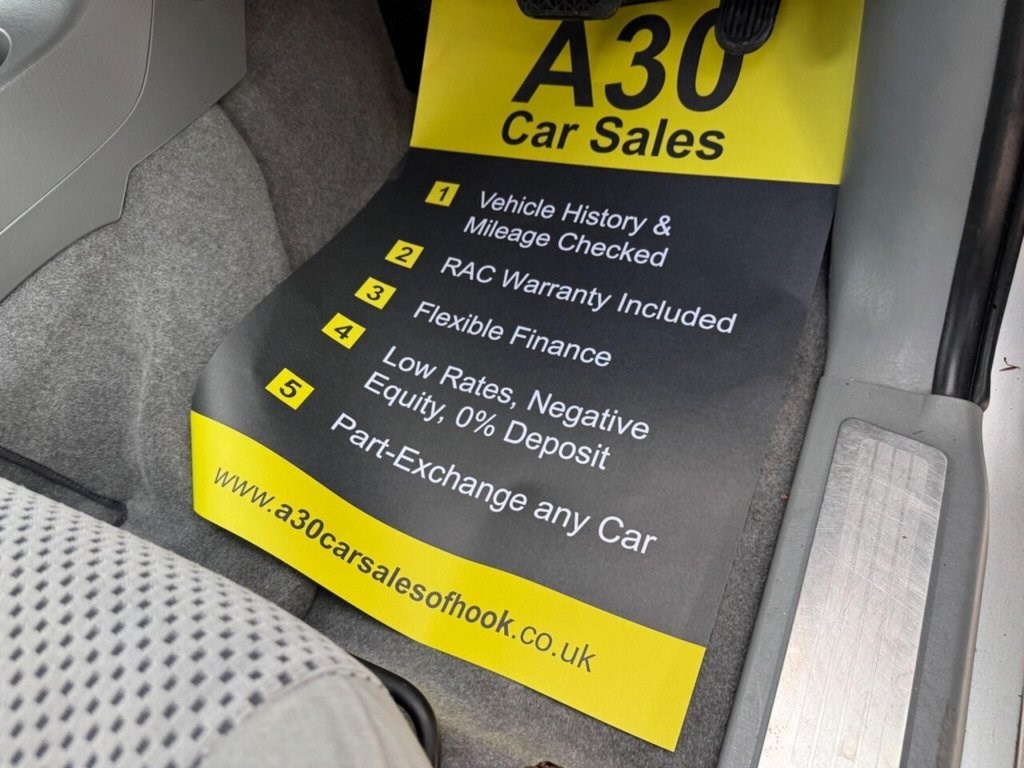 A30
Car Sales
1 Vehicle History &
Mileage Checked
2 RAC Warranty Included
3 Flexible Finance
4 Low Rates, Negative
Equity, 0% Deposit
5 Part-Exchange any Car
www.a30carsalesofhook.co.uk